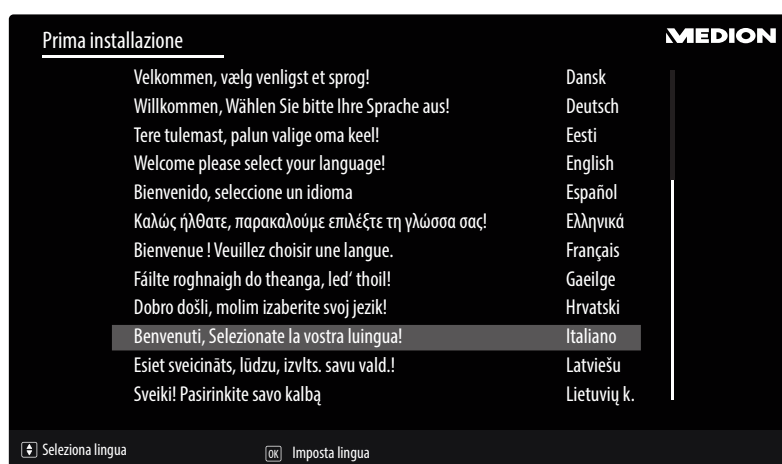 Prima installazione MEDION
Velkommen, vælg venligst et sprog! Dansk
Willkommen, Wählen Sie bitte Ihre Sprache aus! Deutsch
Tere tulemast, palun valige oma keel! Eesti
Welcome please select your language! English
Bienvenido, seleccione un idioma Español
Καλώς ήλθατε, παρακαλούμε επιλέξτε τη γλώσσα σας! Ελληνικά
Bienvenue ! Veuillez choisir une langue. Français
Fáilte roghnaigh do theanga, led‘ thoil! Gaeilge
Dobro došli, molim izaberite svoj jezik! Hrvatski
Benvenuti, Selezionate la vostra luingua! Italiano
Esiet sveicināts, lūdzu, izvlts. savu vald.! Latviešu
Sveiki! Pasirinkite savo kalbą Lietuvių k.
Seleziona lingua OK Imposta lingua